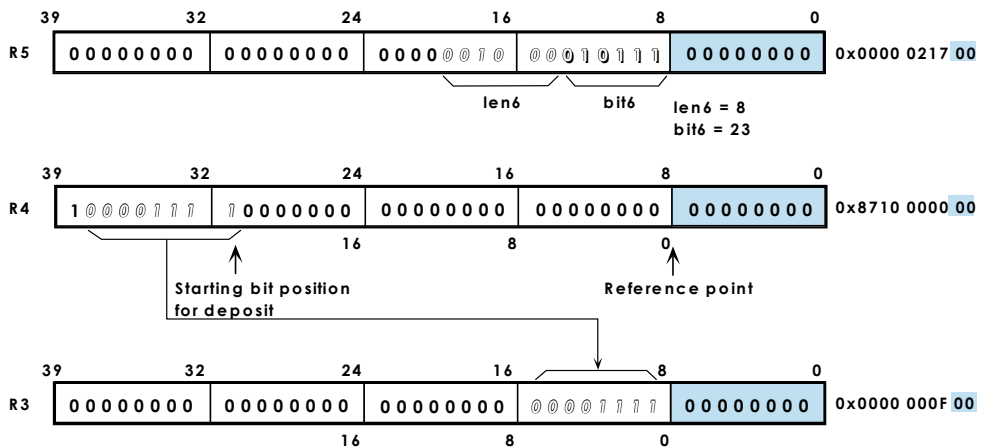 39 32 24 16 8 0
R5 00000000 00000000 00000010 00010111 00000000 0x0000 0217 00
len6 bit6
len6 = 8
bit6 = 23
39 32 24 16 8 0
R4 10000111 10000000 00000000 00000000 00000000 0x8710 0000 00
16 8 0
Starting bit position
for deposit
Reference point
39 32 24 16 8 0
R3 00000000 00000000 00000000 00001111 00000000 0x0000 000F 00
16 8 0